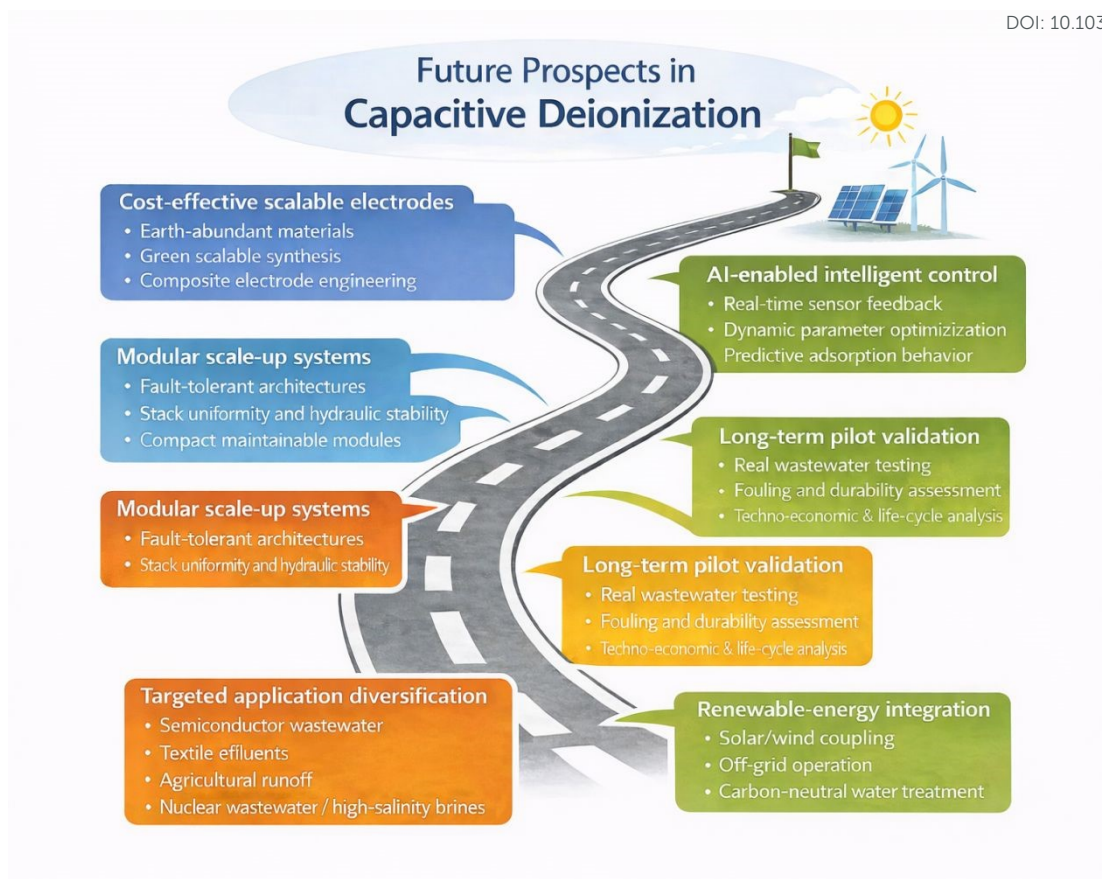 DOI: 10.103
Future Prospects in
Capacitive Deionization
Cost-effective scalable electrodes
• Earth-abundant materials
• Green scalable synthesis
• Composite electrode engineering
AI-enabled intelligent control
• Real-time sensor feedback
• Dynamic parameter optimizization
Predictive adsorption behavior
Modular scale-up systems
• Fault-tolerant architectures
• Stack uniformity and hydraulic stability
• Compact maintainable modules
Long-term pilot validation
• Real wastewater testing
• Fouling and durability assessment
• Techno-economic & life-cycle analysis
Modular scale-up systems
• Fault-tolerant architectures
• Stack uniformity and hydraulic stability
Long-term pilot validation
• Real wastewater testing
• Fouling and durability assessment
• Techno-economic & life-cycle analysis
Targeted application diversification
• Semiconductor wastewater
• Textile effluents
• Agricultural runoff
• Nuclear wastewater / high-salinity brines
Renewable-energy integration
• Solar/wind coupling
• Off-grid operation
• Carbon-neutral water treatment